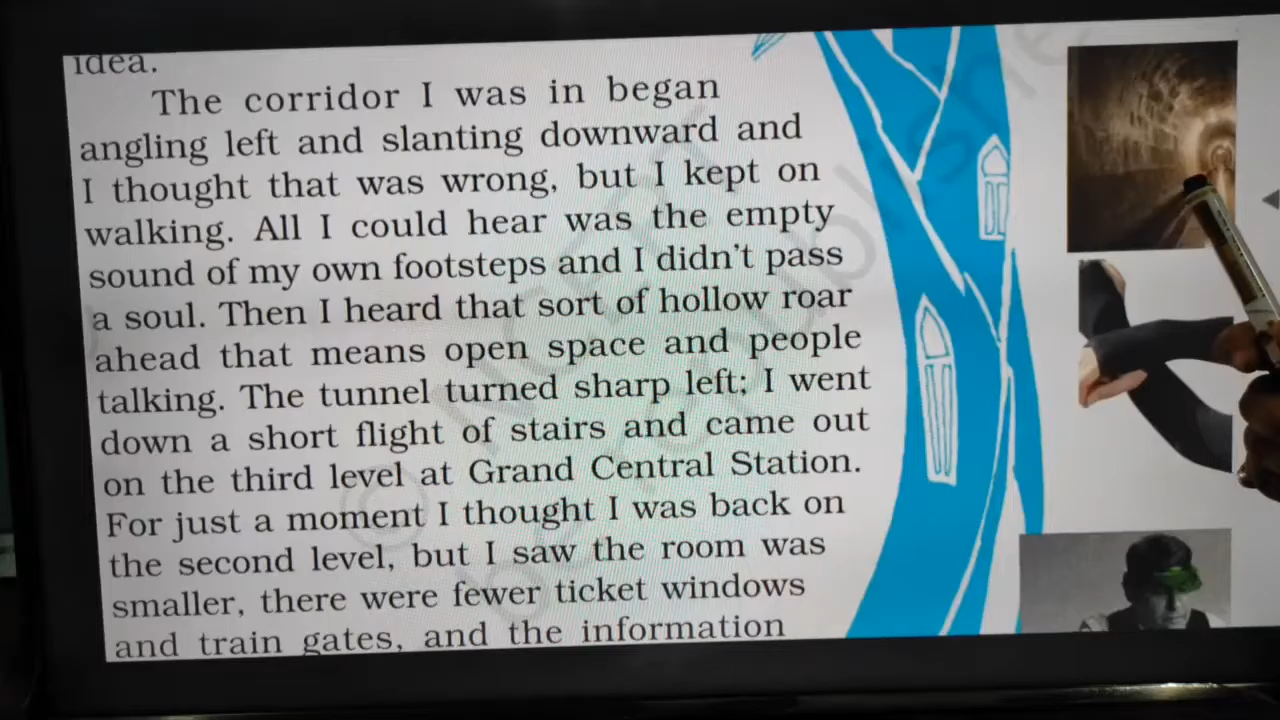 idea.
The corridor I was in began
angling left and slanting downward and
I thought that was wrong, but I kept on
walking. All I could hear was the empty
sound of my own footsteps and I didn't pass
a soul. Then I heard that sort of hollow roar
ahead that means open space and people
talking. The tunnel turned sharp left; I went
down a short flight of stairs and came out
on the third level at Grand Central Station.
For just a moment I thought I was back on
the second level, but I saw the room was
smaller, there were fewer ticket windows
and train gates, and the information